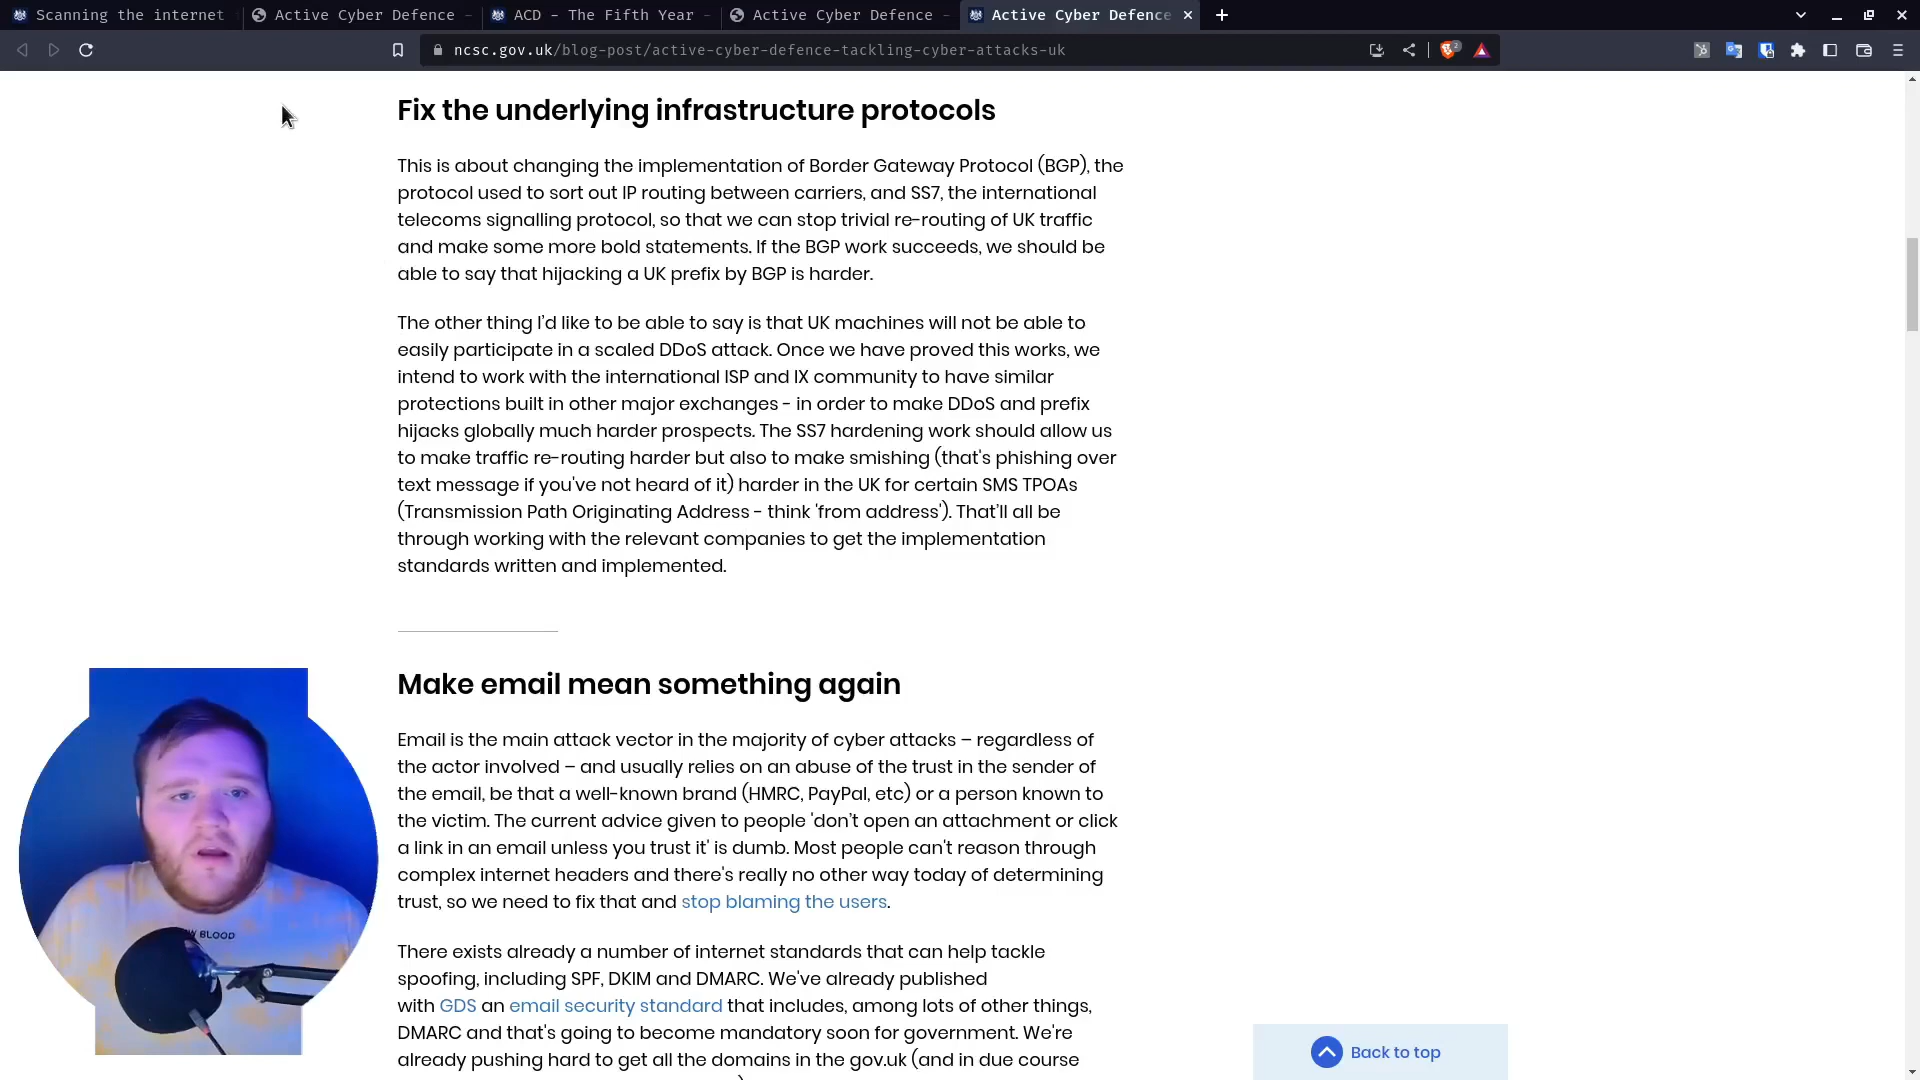 Scanning the internet
Active Cyber Defence -
ACD - The Fifth Year -
Active Cyber Defence -
Active Cyber Defence
ncsc.gov.uk/blog-post/active-cyber-defence-tackling-cyber-attacks-uk
2
Fix the underlying infrastructure protocols
This is about changing the implementation of Border Gateway Protocol (BGP), the
protocol used to sort out IP routing between carriers, and SS7, the international
telecoms signalling protocol, so that we can stop trivial re-routing of UK traffic
and make some more bold statements. If the BGP work succeeds, we should be
able to say that hijacking a UK prefix by BGP is harder.
The other thing I’d like to be able to say is that UK machines will not be able to
easily participate in a scaled DDoS attack. Once we have proved this works, we
intend to work with the international ISP and IX community to have similar
protections built in other major exchanges - in order to make DDoS and prefix
hijacks globally much harder prospects. The SS7 hardening work should allow us
to make traffic re-routing harder but also to make smishing (that's phishing over
text message if you've not heard of it) harder in the UK for certain SMS TPOAs
(Transmission Path Originating Address - think 'from address'). That’ll all be
through working with the relevant companies to get the implementation
standards written and implemented.
Make email mean something again
Email is the main attack vector in the majority of cyber attacks – regardless of
the actor involved – and usually relies on an abuse of the trust in the sender of
the email, be that a well-known brand (HMRC, PayPal, etc) or a person known to
the victim. The current advice given to people 'don’t open an attachment or click
a link in an email unless you trust it' is dumb. Most people can't reason through
complex internet headers and there's really no other way today of determining
trust, so we need to fix that and stop blaming the users.
There exists already a number of internet standards that can help tackle
spoofing, including SPF, DKIM and DMARC. We've already published
with GDS an email security standard that includes, among lots of other things,
DMARC and that's going to become mandatory soon for government. We're
already pushing hard to get all the domains in the gov.uk (and in due course
BLOOD
Back to top